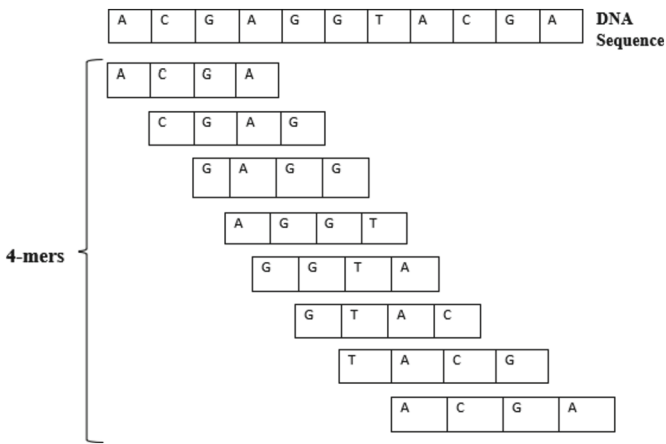 A C G A G G T A C G A DNA
Sequence
A C G A
C G A G
G A G G
A G G T
4-mers
G G T A
G T A C
T A C G
A C G A